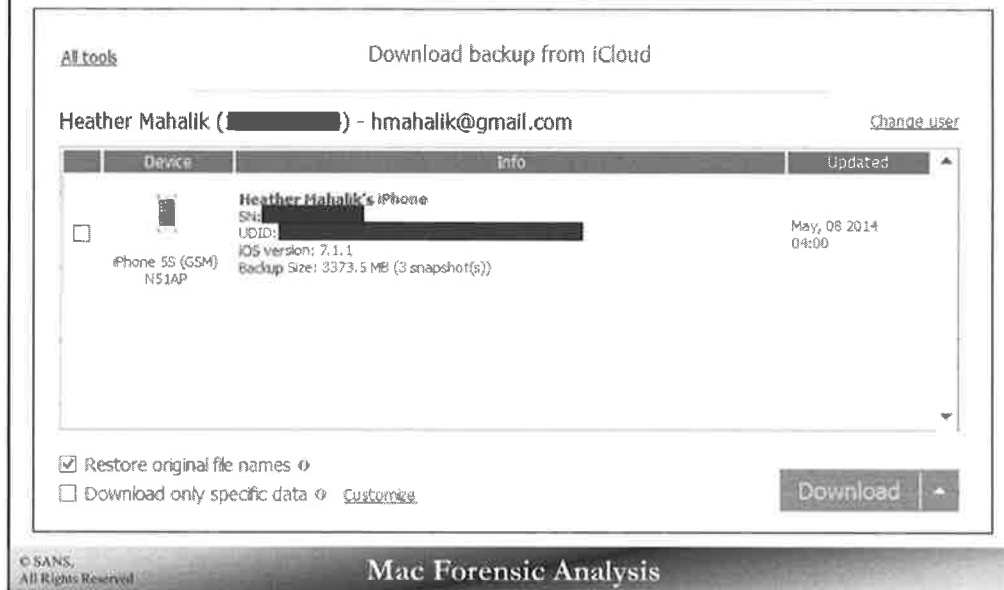 All tools
Download backup from iCloud
Heather Mahalik ( ) - hmahalik@gmail.com
Change user
Device Info Updated
Heather Mahalik's iPhone
SN:
UDID:
iOS version: 7.1.1
Backup Size: 3373.5 MB (3 snapshot(s))
iPhone 5S (GSM)
N51AP
May, 08 2014
04:00
Restore original file names
Download only specific data Customize
Download
© SANS,
All Rights Reserved
Mac Forensic Analysis